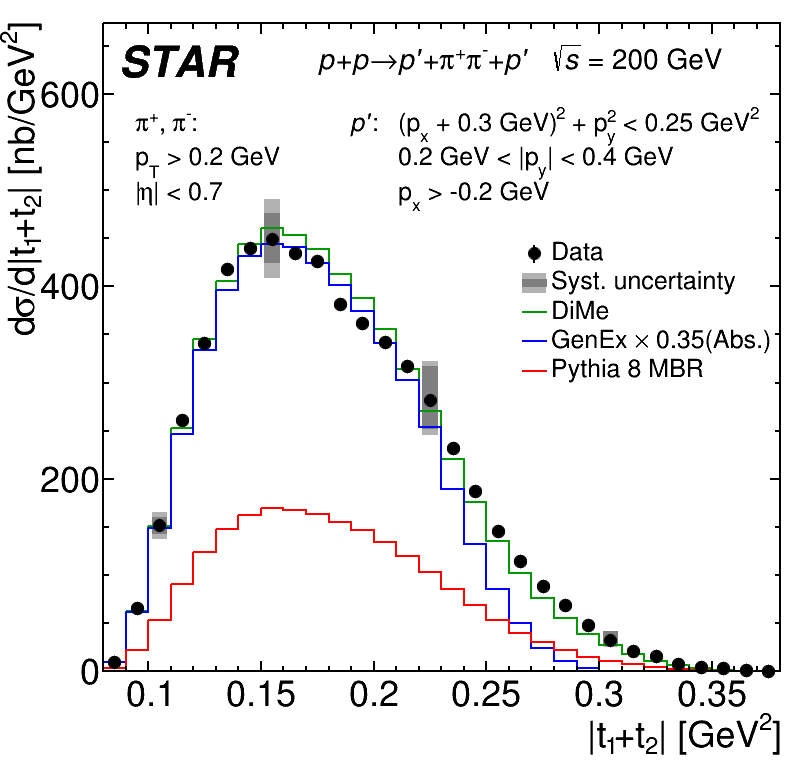 STAR p+p→p′+π⁺π⁻+p′ √s = 200 GeV
π⁺, π⁻: p′: (pₓ + 0.3 GeV)² + p_y² < 0.25 GeV²
p_T > 0.2 GeV 0.2 GeV < |p_y| < 0.4 GeV
|η| < 0.7 pₓ > -0.2 GeV
dσ/d|t₁+t₂| [nb/GeV²]
600
400
200
0
Data
Syst. uncertainty
DiMe
GenEx × 0.35(Abs.)
Pythia 8 MBR
0.1 0.15 0.2 0.25 0.3 0.35
|t₁+t₂| [GeV²]